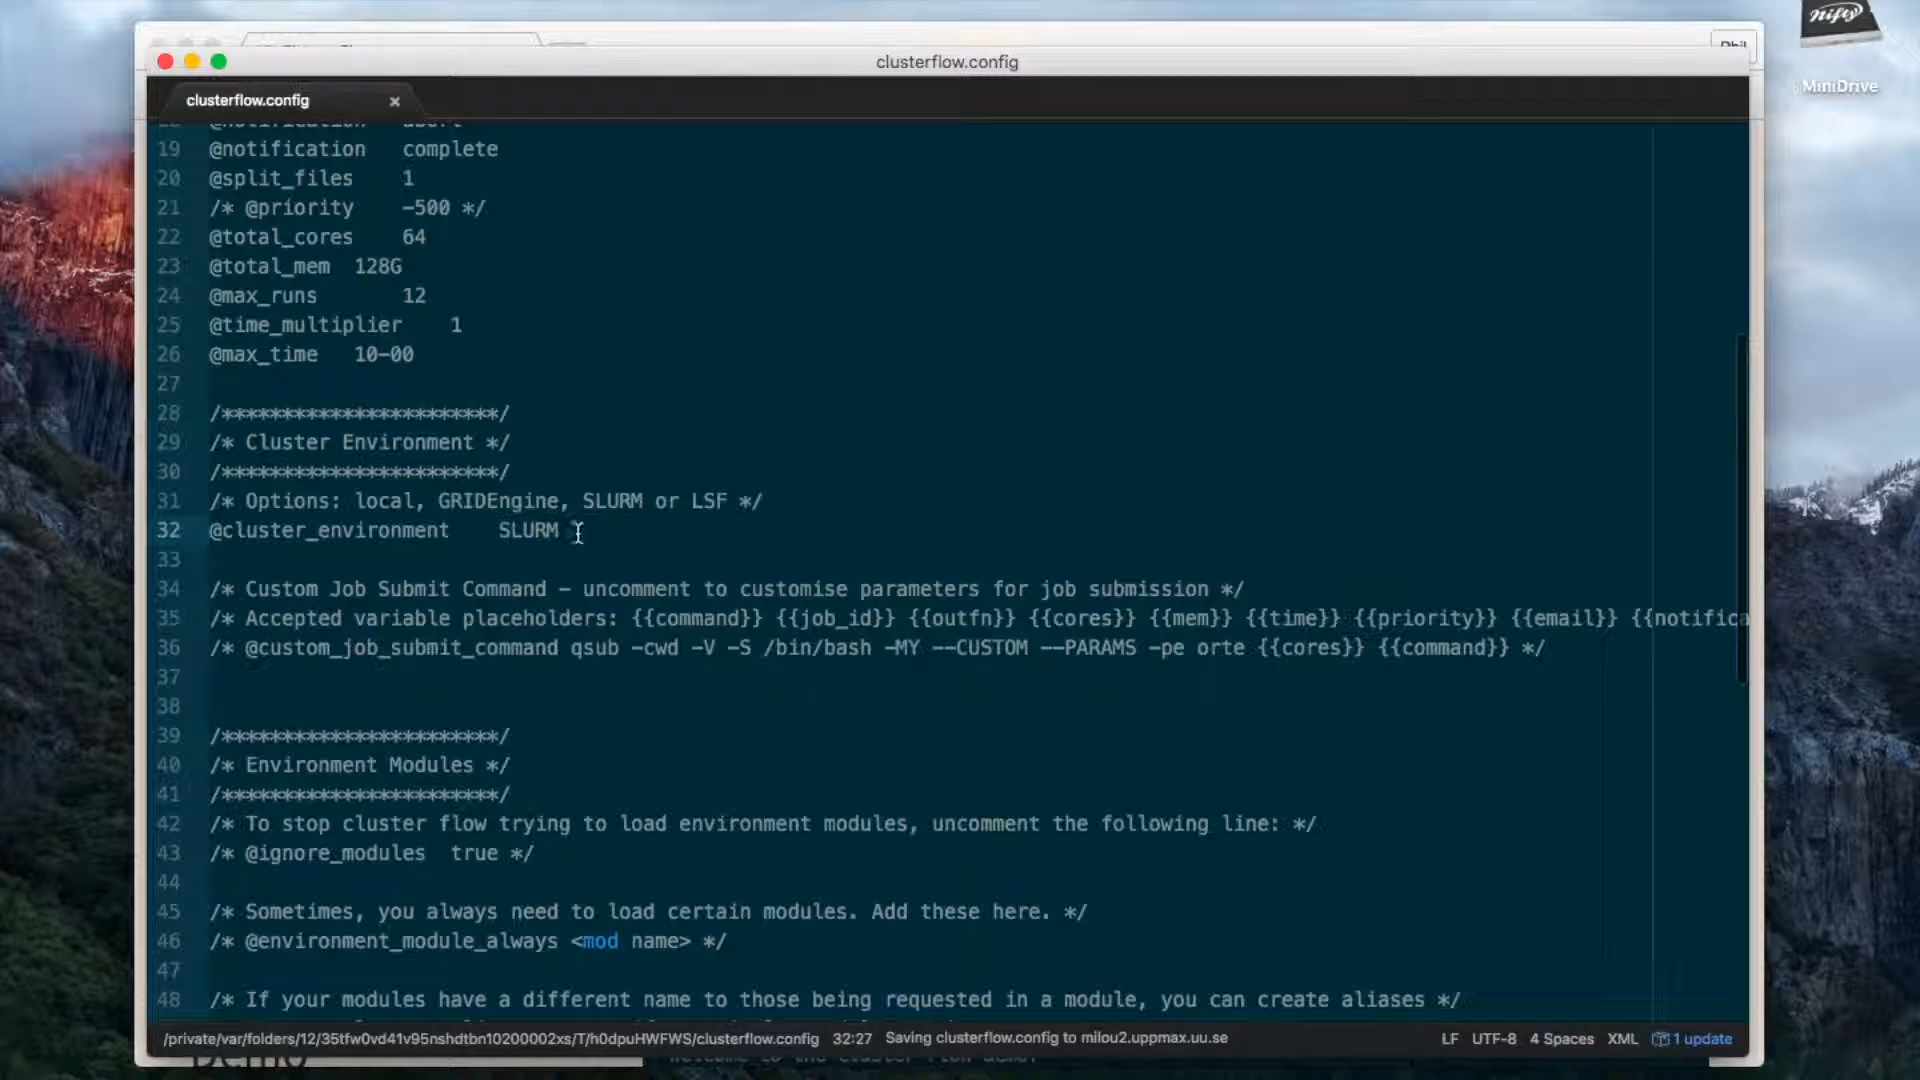 nifty
Phil
clusterflow.config
MiniDrive
clusterflow.config ×
@notification abort
19 @notification complete
20 @split_files 1
21 /* @priority -500 */
22 @total_cores 64
23 @total_mem 128G
24 @max_runs 12
25 @time_multiplier 1
26 @max_time 10-00
27
28 /***********************/
29 /* Cluster Environment */
30 /***********************/
31 /* Options: local, GRIDEngine, SLURM or LSF */
32 @cluster_environment SLURM
33
34 /* Custom Job Submit Command - uncomment to customise parameters for job submission */
35 /* Accepted variable placeholders: {{command}} {{job_id}} {{outfn}} {{cores}} {{mem}} {{time}} {{priority}} {{email}} {{notifica
36 /* @custom_job_submit_command qsub -cwd -V -S /bin/bash -MY --CUSTOM --PARAMS -pe orte {{cores}} {{command}} */
37
38
39 /***********************/
40 /* Environment Modules */
41 /***********************/
42 /* To stop cluster flow trying to load environment modules, uncomment the following line: */
43 /* @ignore_modules true */
44
45 /* Sometimes, you always need to load certain modules. Add these here. */
46 /* @environment_module_always <mod name> */
47
48 /* If your modules have a different name to those being requested in a module, you can create aliases */
/private/var/folders/12/35tfw0vd41v95nshdtbn10200002xs/T/h0dpuHWFWS/clusterflow.config 32:27 Saving clusterflow.config to milou2.uppmax.uu.se LF UTF-8 4 Spaces XML 1 update
Demo